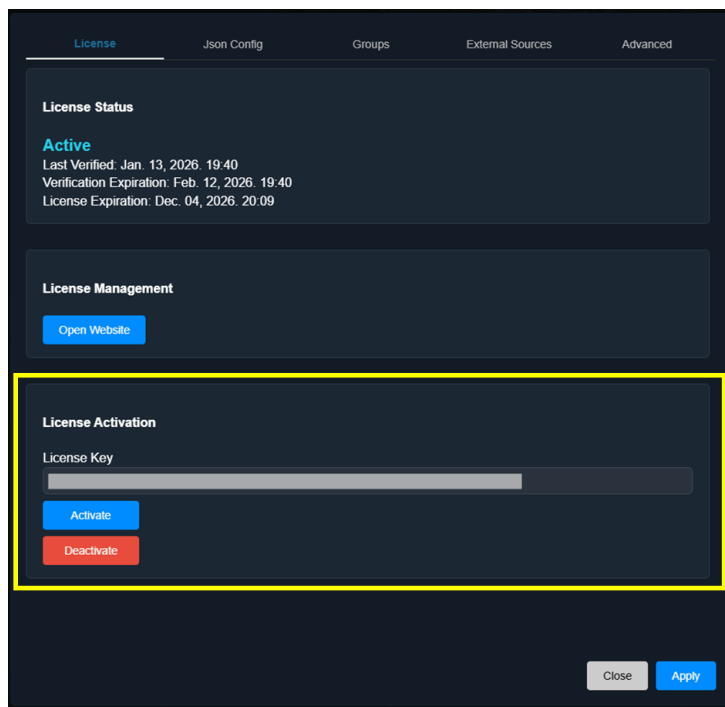 License Json Config Groups External Sources Advanced
License Status
Active
Last Verified: Jan. 13, 2026. 19:40
Verification Expiration: Feb. 12, 2026. 19:40
License Expiration: Dec. 04, 2026. 20:09
License Management
Open Website
License Activation
License Key
Activate
Deactivate
Close Apply